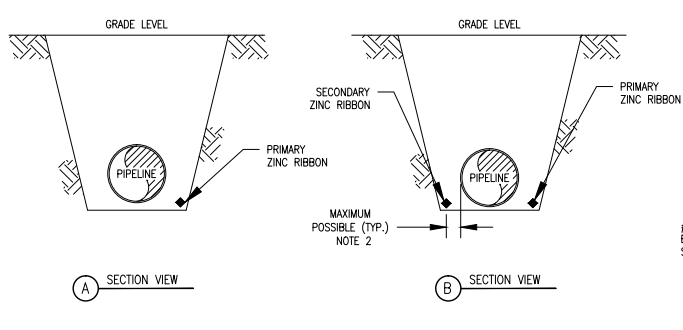 GRADE LEVEL
PIPELINE
PRIMARY
ZINC RIBBON
A
SECTION VIEW
GRADE LEVEL
SECONDARY
ZINC RIBBON
PRIMARY
ZINC RIBBON
PIPELINE
MAXIMUM
POSSIBLE (TYP.)
NOTE 2
B
SECTION VIEW